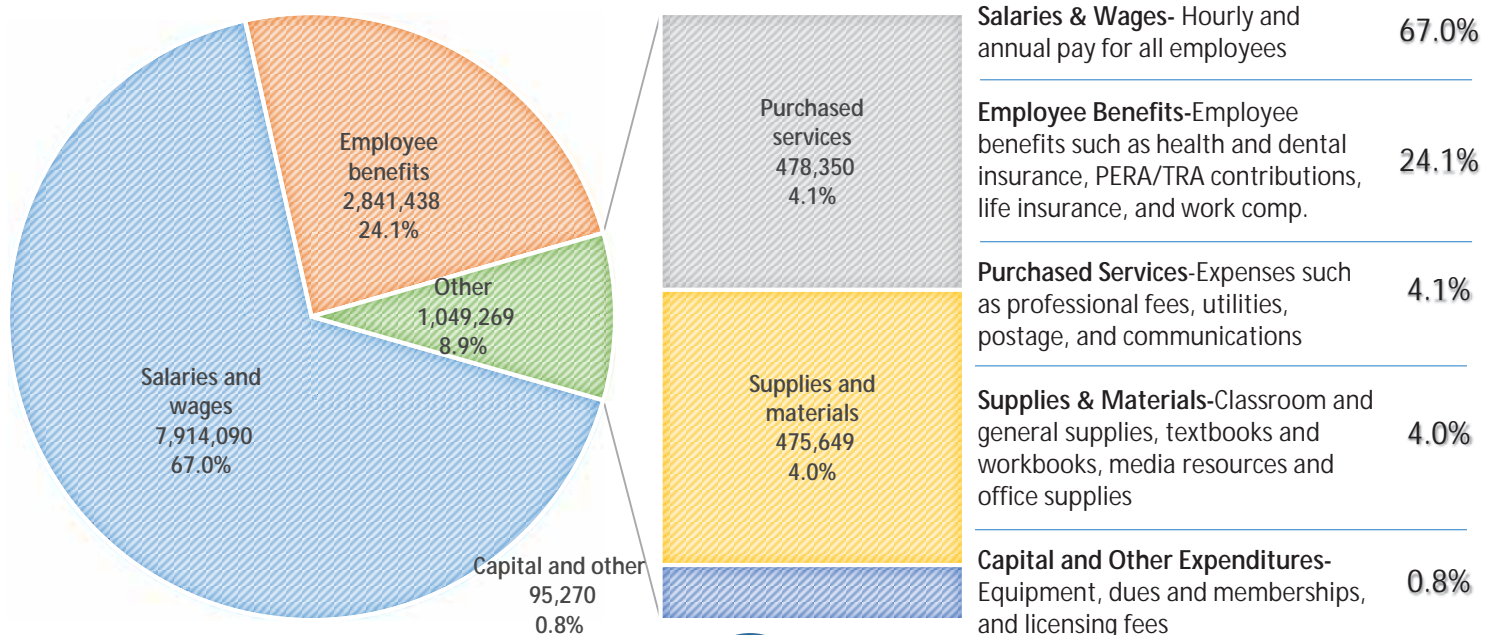 Employee
benefits
2,841,438
24.1%
Other
1,049,269
8.9%
Salaries and
wages
7,914,090
67.0%
Purchased
services
478,350
4.1%
Supplies and
materials
475,649
4.0%
Capital and other
95,270
0.8%
Salaries & Wages- Hourly and
annual pay for all employees
67.0%
Employee Benefits-Employee
benefits such as health and dental
insurance, PERA/TRA contributions,
life insurance, and work comp.
24.1%
Purchased Services-Expenses such
as professional fees, utilities,
postage, and communications
4.1%
Supplies & Materials-Classroom and
general supplies, textbooks and
workbooks, media resources and
office supplies
4.0%
Capital and Other Expenditures-
Equipment, dues and memberships,
and licensing fees
0.8%